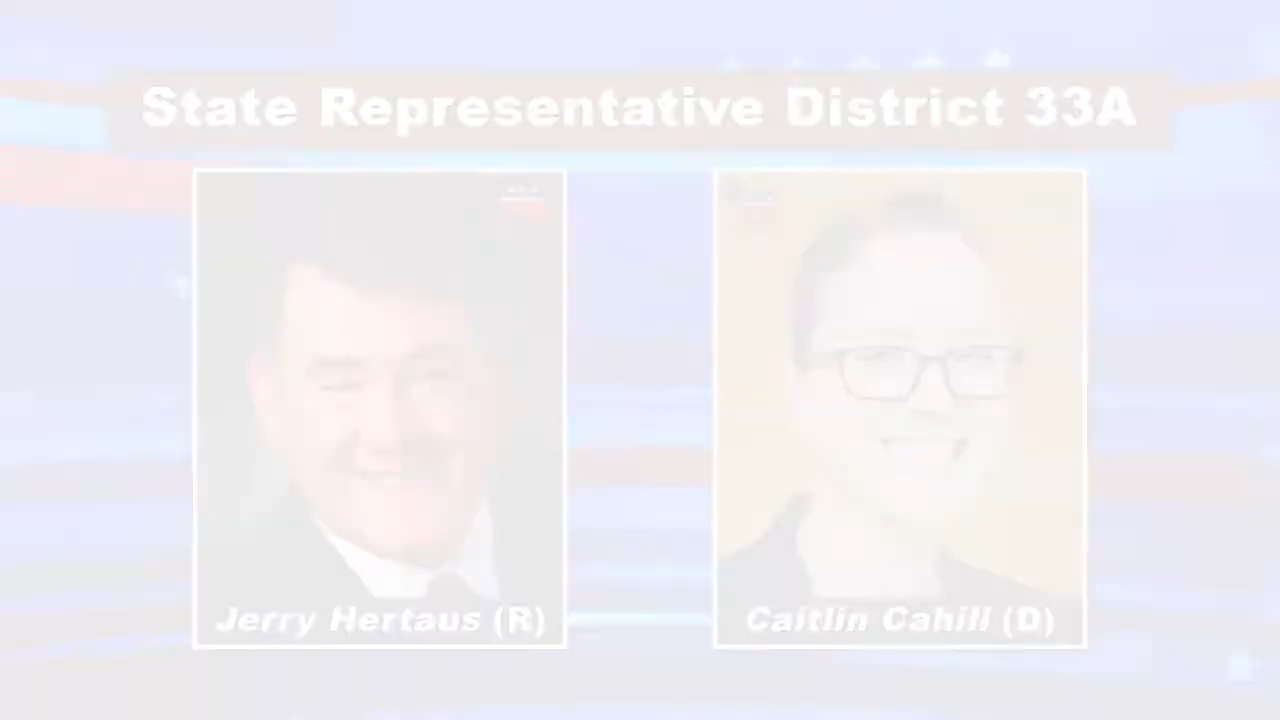 State Representative District 33A
Jerry Hertaus (R)
Caitlin Cahill (D)